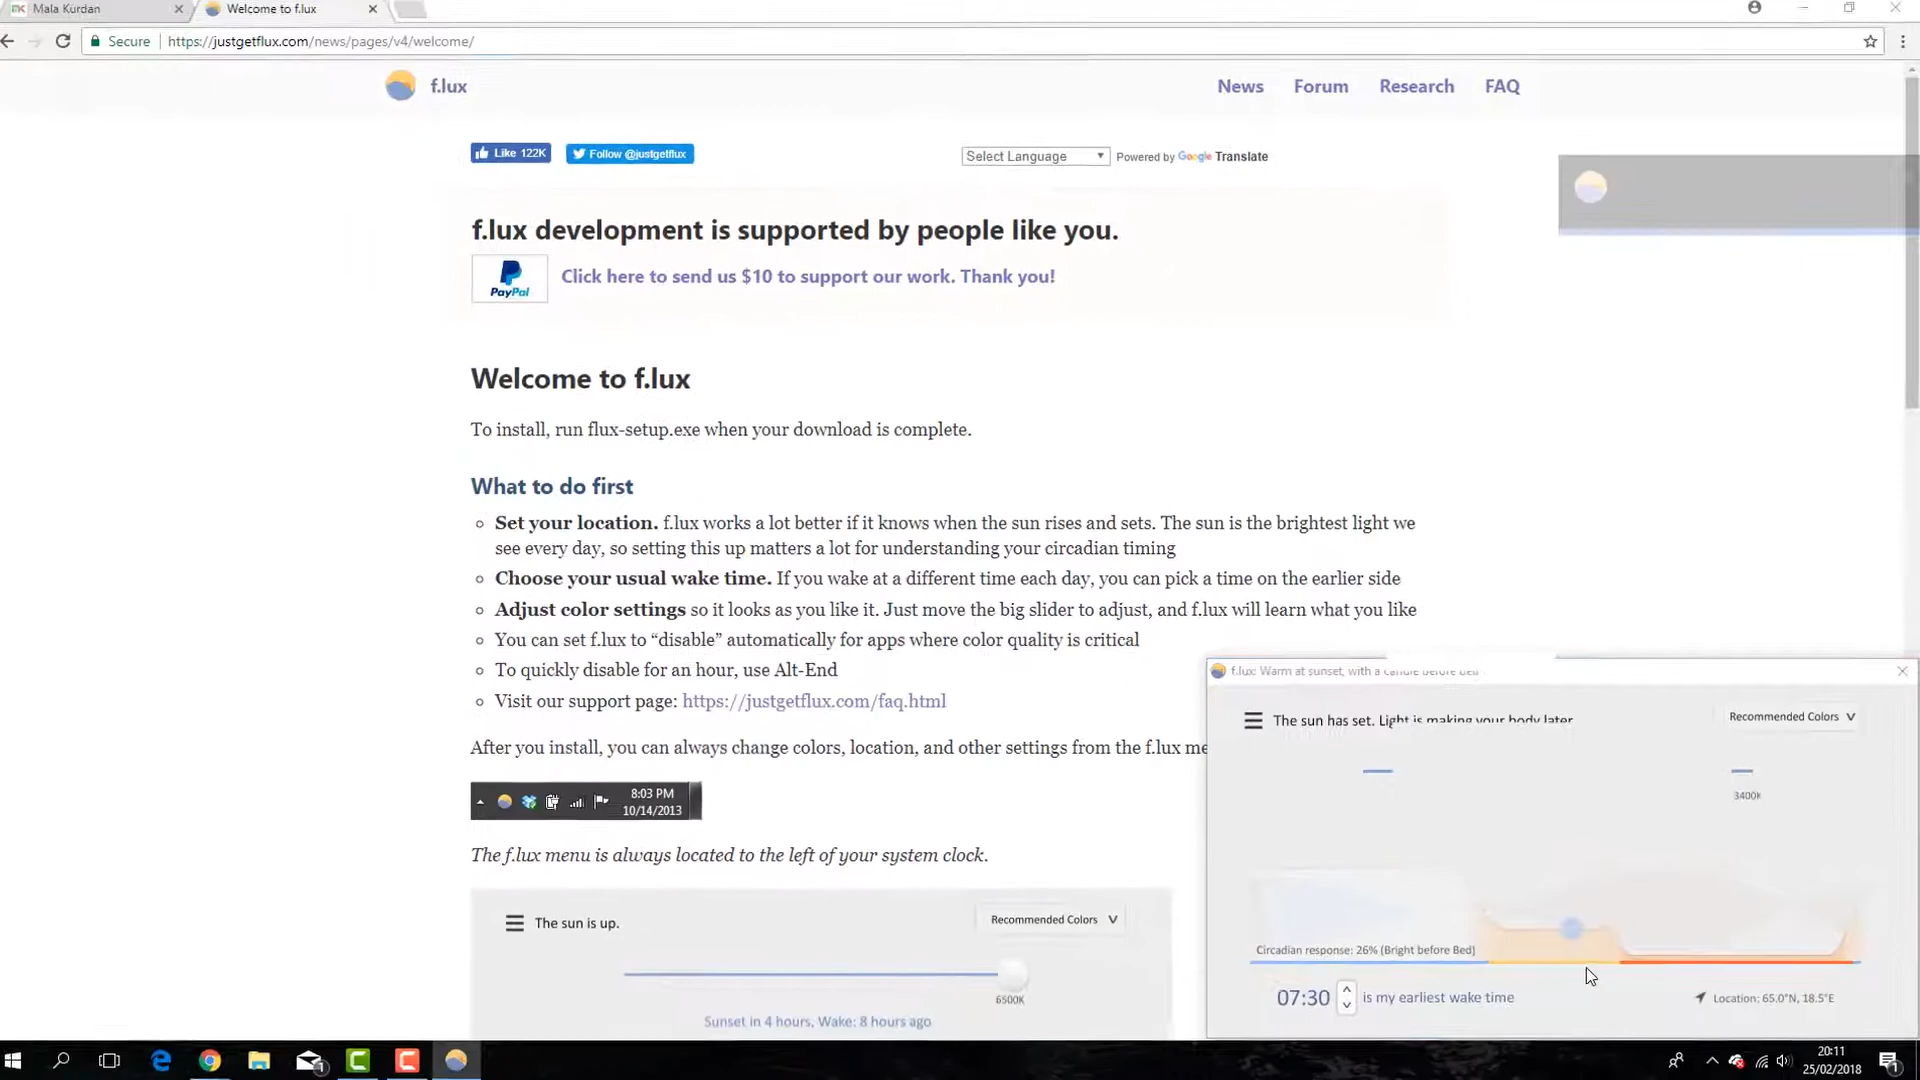 Mala Kurdan
Welcome to f.lux
Secure
https://justgetflux.com/news/pages/v4/welcome/
f.lux
News
Forum
Research
FAQ
Like 122K
Follow @justgetflux
Select Language
Powered by Google Translate
f.lux development is supported by people like you.
PayPal
Click here to send us $10 to support our work. Thank you!
Welcome to f.lux
To install, run flux-setup.exe when your download is complete.
What to do first
Set your location. f.lux works a lot better if it knows when the sun rises and sets. The sun is the brightest light we
see every day, so setting this up matters a lot for understanding your circadian timing
Choose your usual wake time. If you wake at a different time each day, you can pick a time on the earlier side
Adjust color settings so it looks as you like it. Just move the big slider to adjust, and f.lux will learn what you like
You can set f.lux to “disable” automatically for apps where color quality is critical
To quickly disable for an hour, use Alt-End
Visit our support page: https://justgetflux.com/faq.html
After you install, you can always change colors, location, and other settings from the f.lux me
8:03 PM
10/14/2013
The f.lux menu is always located to the left of your system clock.
The sun is up.
Recommended Colors
6500K
Sunset in 4 hours, Wake: 8 hours ago
f.lux: Warm at sunset, with a candle before bed
The sun has set. Light is making your body later
Recommended Colors
3400K
Circadian response: 26% (Bright before Bed)
07:30
is my earliest wake time
Location: 65.0°N, 18.5°E
20:11
25/02/2018